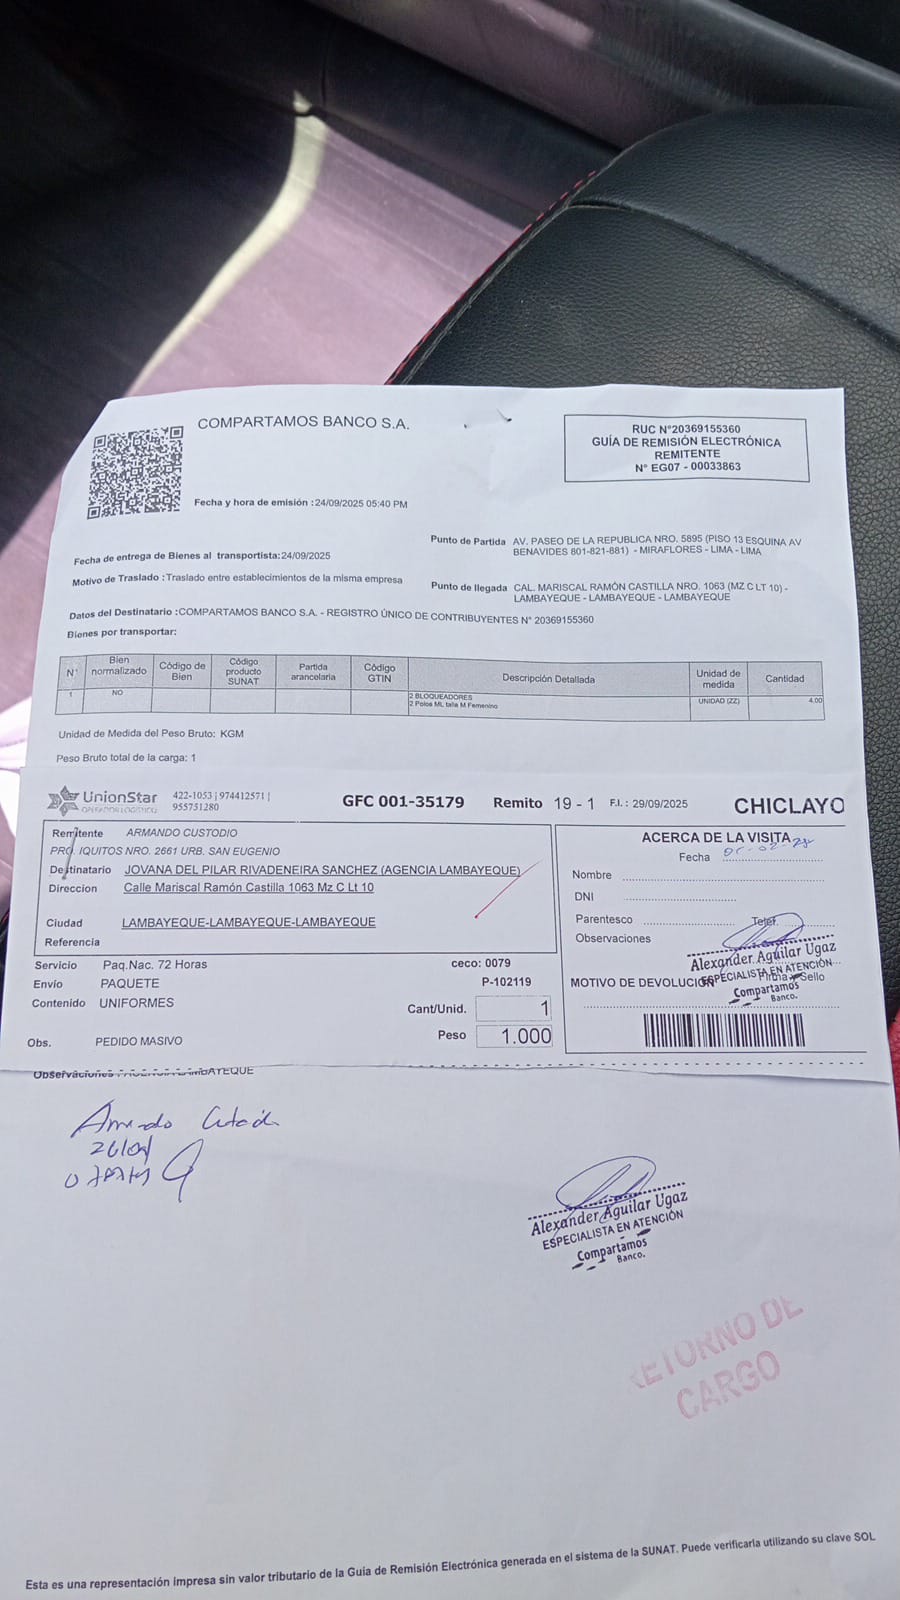 COMPARTAMOS BANCO S.A.
RUC N°20369155360
GUÍA DE REMISIÓN ELECTRÓNICA
REMITENTE
N° EG07 - 00033863
Fecha y hora de emisión : 24/09/2025 05:40 PM
Fecha de entrega de Bienes al transportista: 24/09/2025
Punto de Partida AV. PASEO DE LA REPUBLICA NRO. 5895 (PISO 13 ESQUINA AV
BENAVIDES 801-821-881) - MIRAFLORES - LIMA - LIMA
Motivo de Traslado : Traslado entre establecimientos de la misma empresa
Punto de llegada CAL. MARISCAL RAMÓN CASTILLA NRO. 1063 (MZ C LT 10) -
LAMBAYEQUE - LAMBAYEQUE - LAMBAYEQUE
Datos del Destinatario : COMPARTAMOS BANCO S.A. - REGISTRO ÚNICO DE CONTRIBUYENTES N° 20369155360
Bienes por transportar:
N° Bien normalizado Código de Bien Código producto SUNAT Partida arancelaria Código GTIN Descripción Detallada Unidad de medida Cantidad
1 NO 2 BLOQUEADORES UNIDAD (ZZ) 4.00
2 Polos ML talla M Femenino
Unidad de Medida del Peso Bruto: KGM
Peso Bruto total de la carga: 1
UnionStar 422-1053 | 974412571 |
OPERADOR LOGISTICO 955751280
GFC 001-35179 Remito 19 - 1 F.I.: 29/09/2025 CHICLAYO
Remitente ARMANDO CUSTODIO
PRO. IQUITOS NRO. 2661 URB. SAN EUGENIO
Destinatario JOVANA DEL PILAR RIVADENEIRA SANCHEZ (AGENCIA LAMBAYEQUE)
Direccion Calle Mariscal Ramón Castilla 1063 Mz C Lt 10
Ciudad LAMBAYEQUE-LAMBAYEQUE-LAMBAYEQUE
Referencia
Servicio Paq.Nac. 72 Horas ceco: 0079
Envío PAQUETE P-102119
Contenido UNIFORMES
Cant/Unid. 1
Peso 1.000
Obs. PEDIDO MASIVO
ACERCA DE LA VISITA
Fecha
Nombre
DNI
Parentesco Telef.
Observaciones
MOTIVO DE DEVOLUCION Firma y Sello
Alexander Aguilar Ugaz
ESPECIALISTA EN ATENCIÓN
Compartamos
Banco.
Observaciones : AGENCIA LAMBAYEQUE
Alexander Aguilar Ugaz
ESPECIALISTA EN ATENCIÓN
Compartamos
Banco.
RETORNO DE
CARGO
Esta es una representación impresa sin valor tributario de la Guia de Remisión Electrónica generada en el sistema de la SUNAT. Puede verificarla utilizando su clave SOL